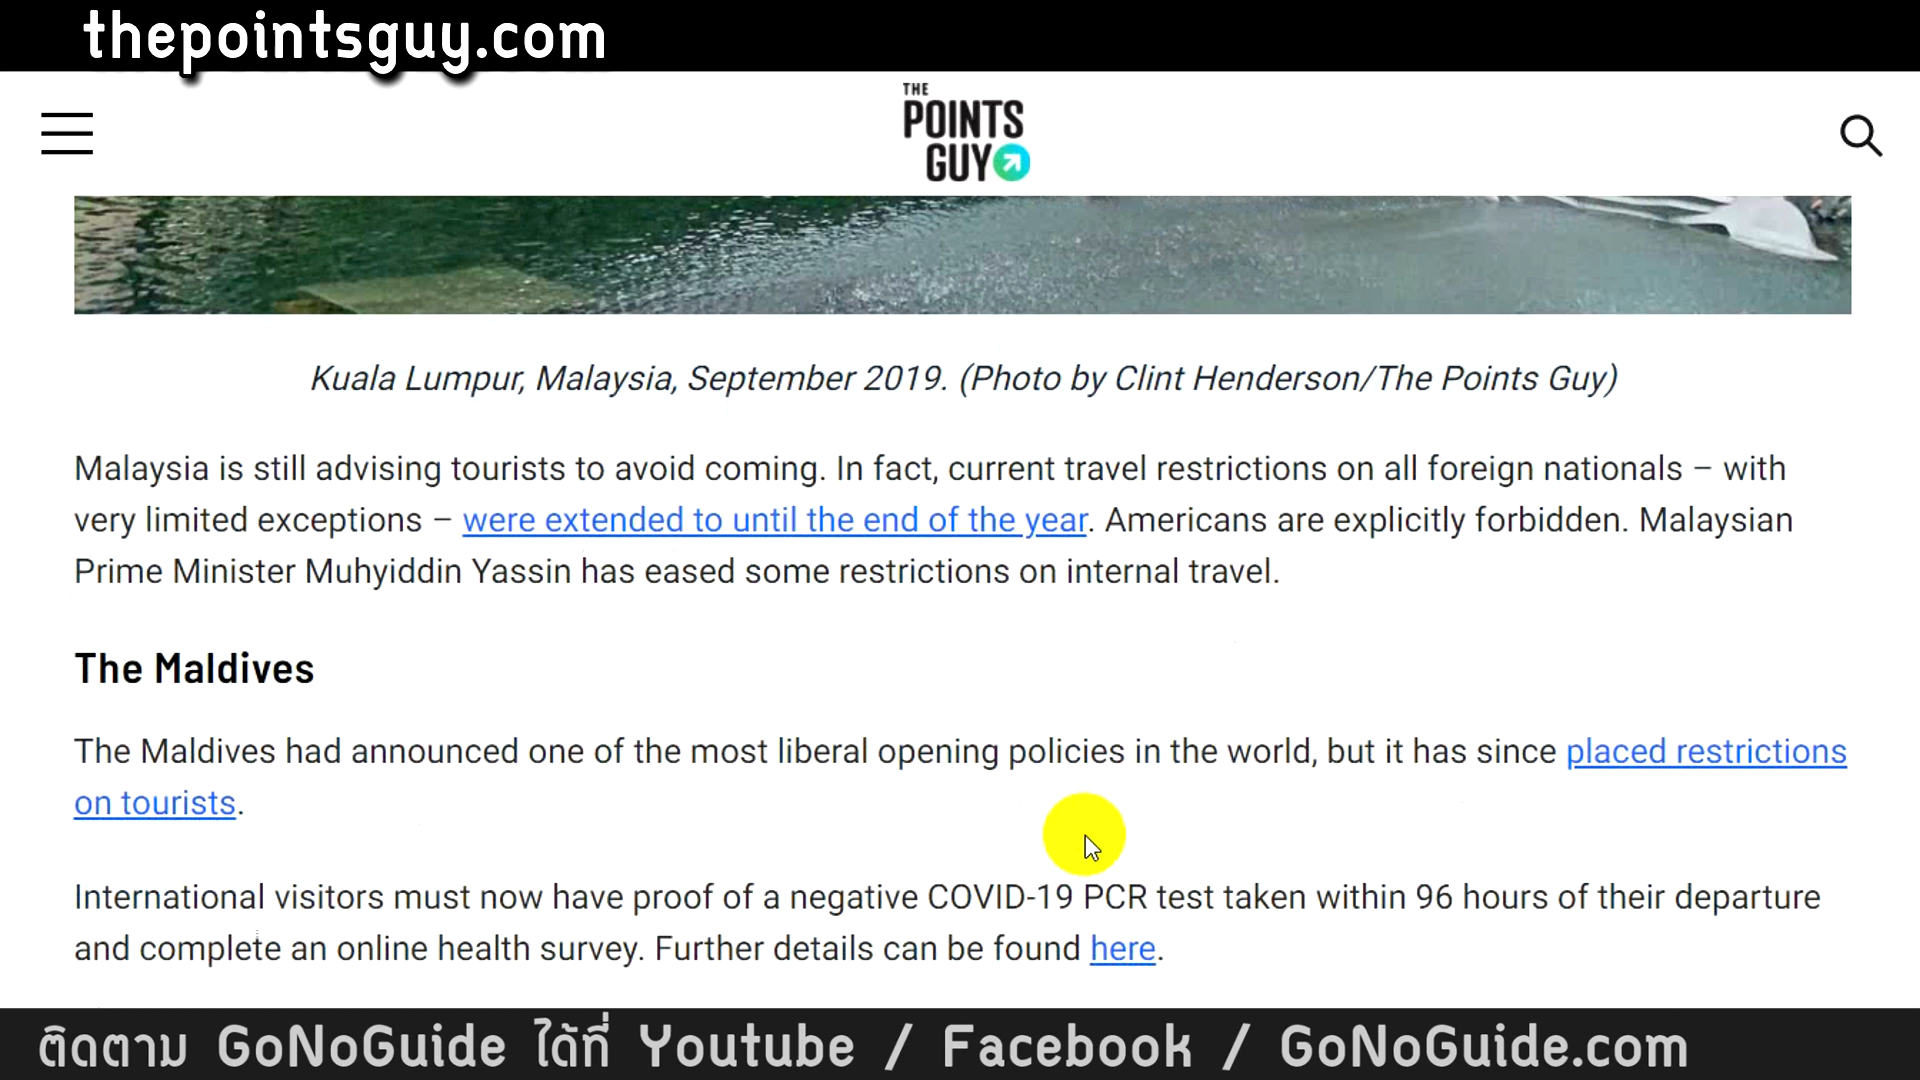 thepointsguy.com
THE
POINTS
GUY
Kuala Lumpur, Malaysia, September 2019. (Photo by Clint Henderson/The Points Guy)
Malaysia is still advising tourists to avoid coming. In fact, current travel restrictions on all foreign nationals – with
very limited exceptions – were extended to until the end of the year. Americans are explicitly forbidden. Malaysian
Prime Minister Muhyiddin Yassin has eased some restrictions on internal travel.
The Maldives
The Maldives had announced one of the most liberal opening policies in the world, but it has since placed restrictions
on tourists.
International visitors must now have proof of a negative COVID-19 PCR test taken within 96 hours of their departure
and complete an online health survey. Further details can be found here.
ติดตาม GoNoGuide ได้ที่ Youtube / Facebook / GoNoGuide.com